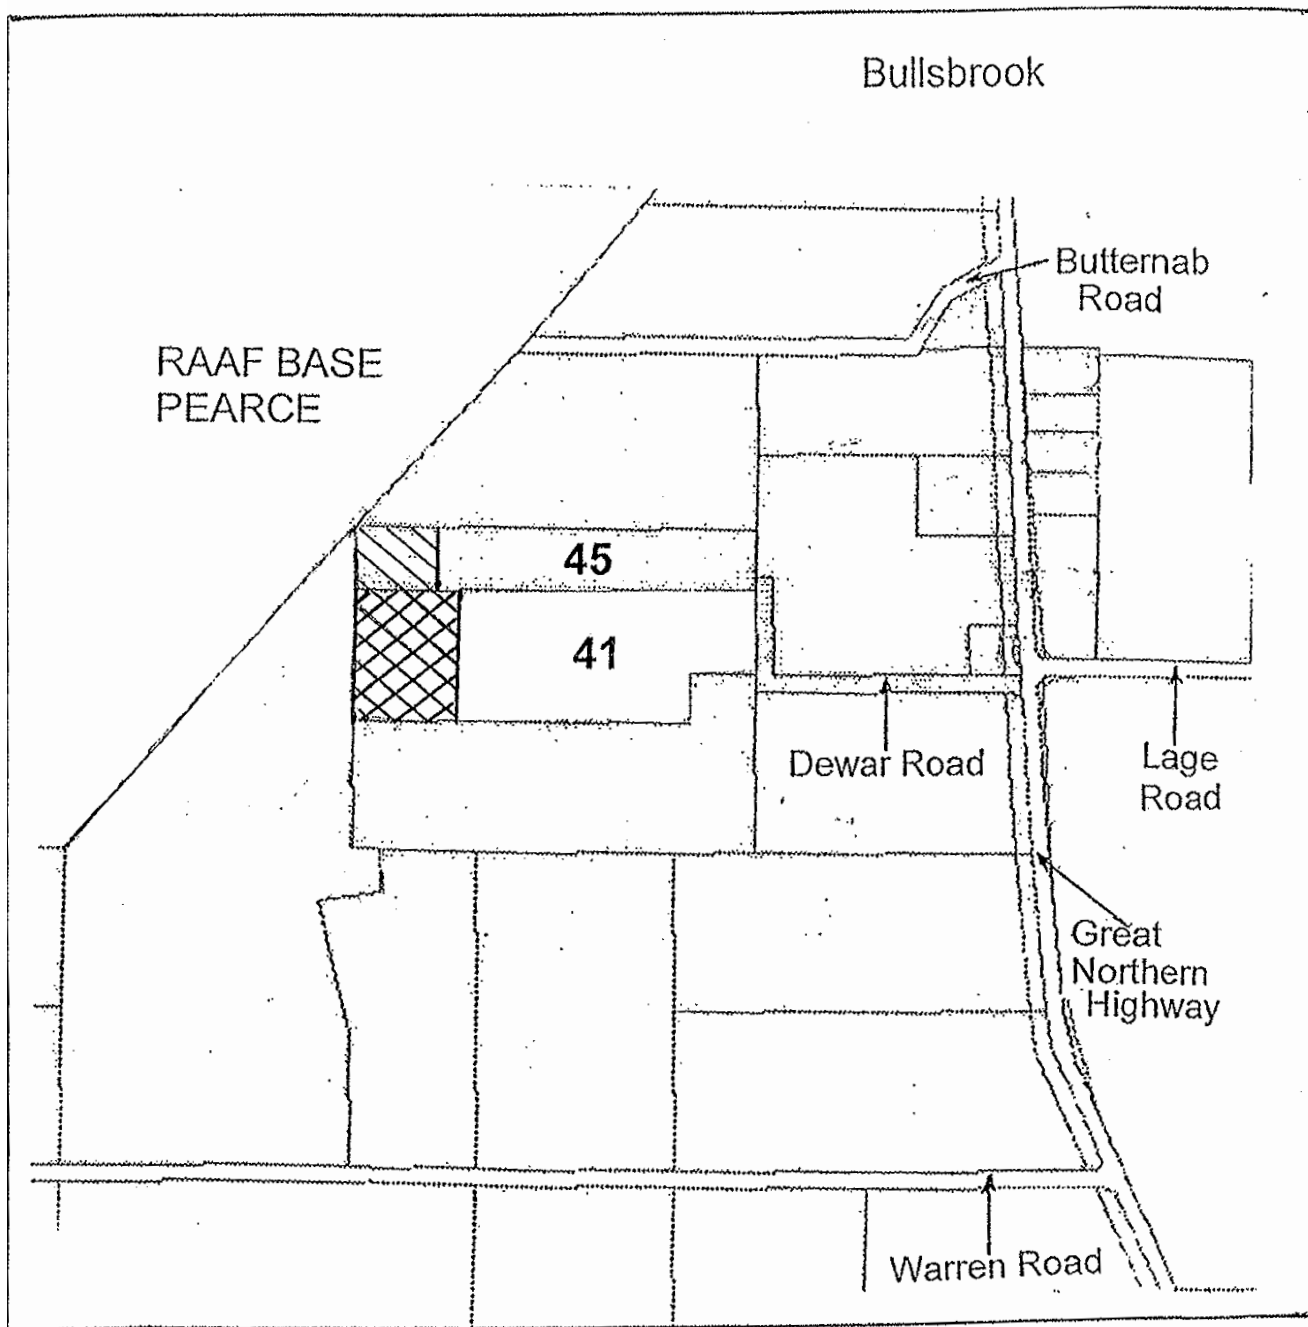 Bullsbrook
Butternab
Road
RAAF BASE
PEARCE
45
41
Dewar Road
Lage
Road
Great
Northern
Highway
Warren Road